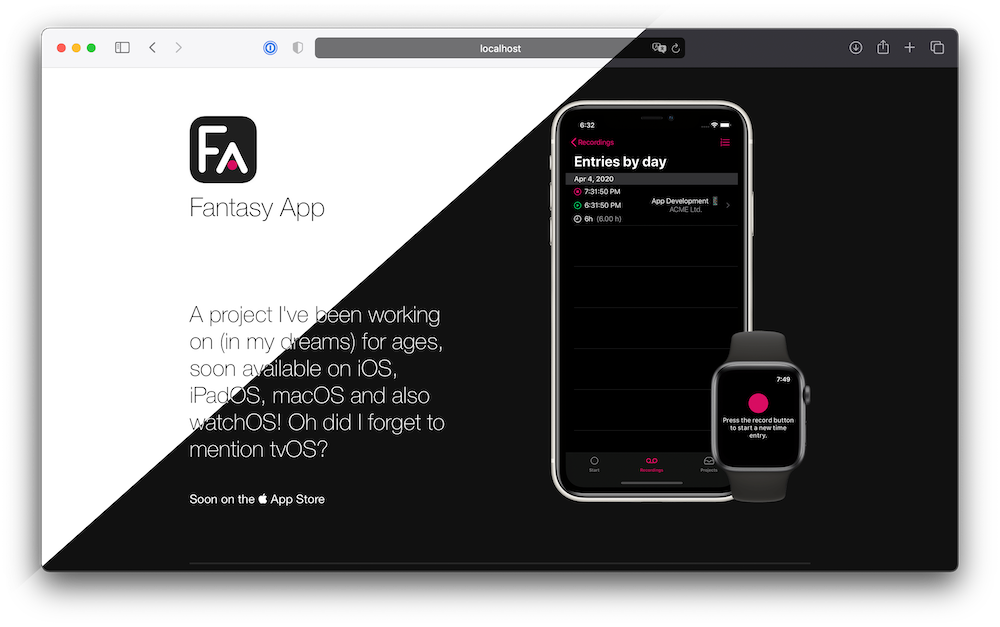 localhost
FA
Fantasy App
A project I've been working
on (in my dreams) for ages,
soon available on iOS,
iPadOS, macOS and also
watchOS! Oh did I forget to
mention tvOS?
Soon on the App Store
6:32
Recordings
Entries by day
Apr 4, 2020
7:31:50 PM
6:31:50 PM
App Development
ACME Ltd.
6h (6.00 h)
Start
Recordings
Projects
7:49
Press the record button
to start a new time
entry.